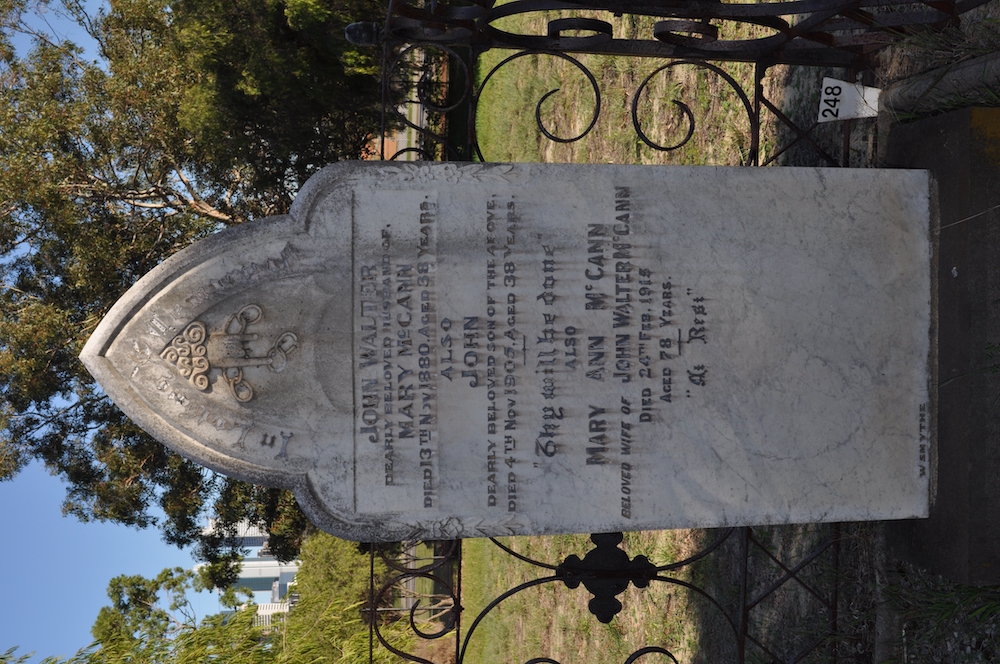 JOHN WALTER
DEARLY BELOVED HUSBAND OF,
MARY McCANN
DIED 13TH NOV 1880, AGED 38 YEARS.
ALSO
JOHN
DEARLY BELOVED SON OF THE ABOVE,
DIED 4TH NOV 1905, AGED 38 YEARS.
"Thy will be done"
ALSO
MARY ANN McCANN
BELOVED WIFE OF JOHN WALTER McCANN
DIED 24TH FEB. 1915
AGED 78 YEARS.
"At Rest"
W SMYTHE
248